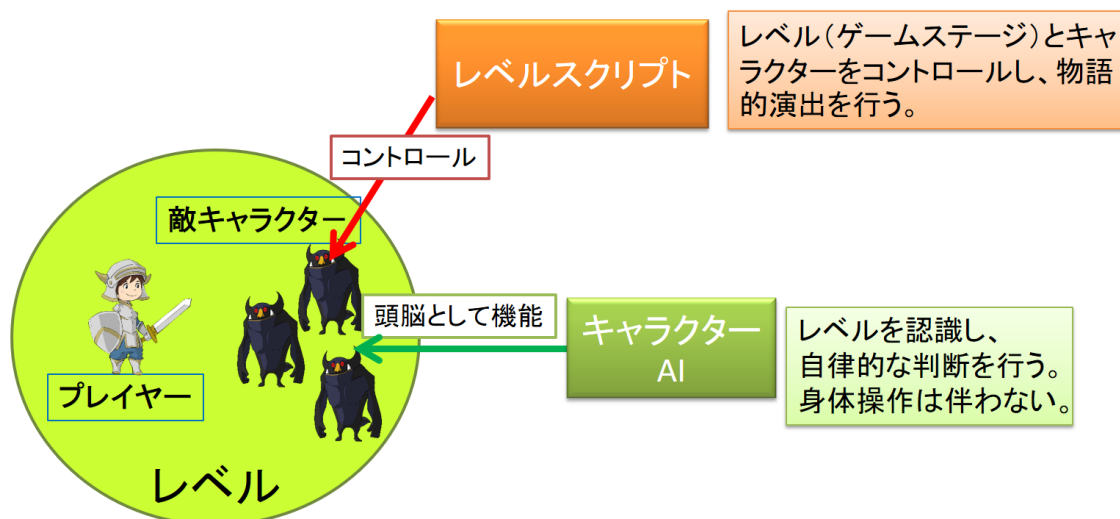 レベルスクリプト
レベル（ゲームステージ）とキャ
ラクターをコントロールし、物語
的演出を行う。
コントロール
敵キャラクター
頭脳として機能
キャラクター
AI
レベルを認識し、
自律的な判断を行う。
身体操作は伴わない。
プレイヤー
レベル